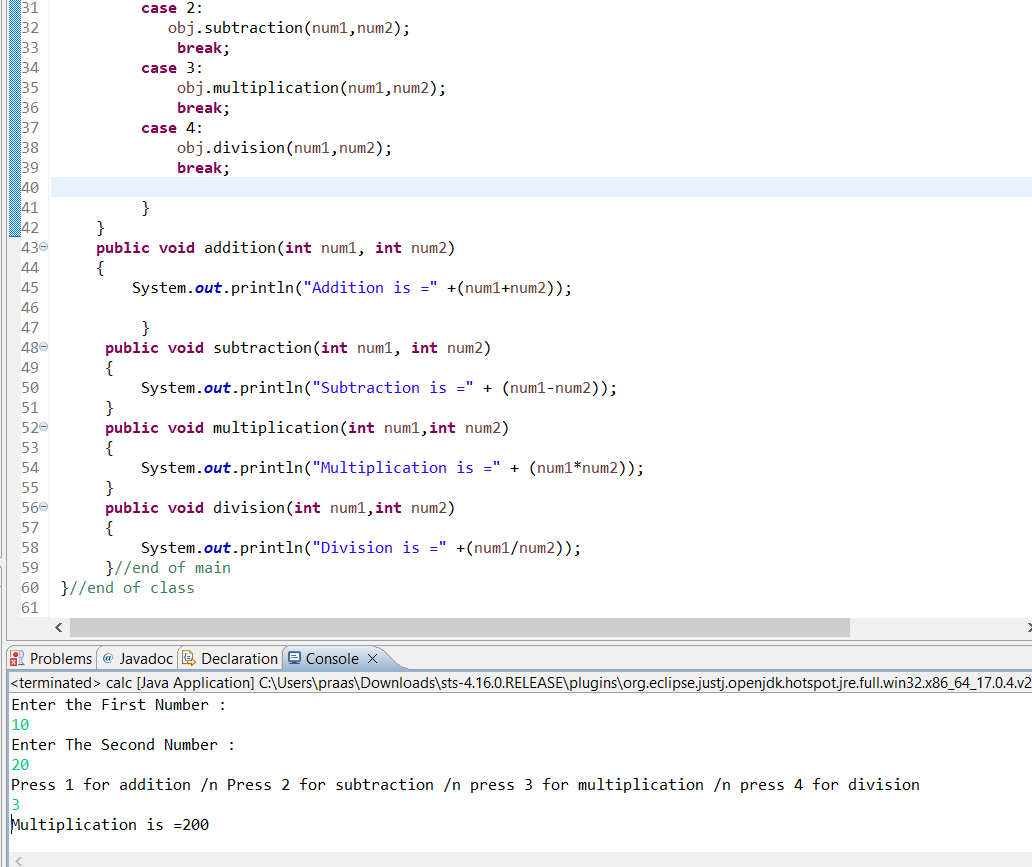 31 case 2:
32 obj.subtraction(num1,num2);
33 break;
34 case 3:
35 obj.multiplication(num1,num2);
36 break;
37 case 4:
38 obj.division(num1,num2);
39 break;
40
41 }
42 }
43 public void addition(int num1, int num2)
44 {
45 System.out.println("Addition is =" +(num1+num2));
46
47 }
48 public void subtraction(int num1, int num2)
49 {
50 System.out.println("Subtraction is =" + (num1-num2));
51 }
52 public void multiplication(int num1,int num2)
53 {
54 System.out.println("Multiplication is =" + (num1*num2));
55 }
56 public void division(int num1,int num2)
57 {
58 System.out.println("Division is =" +(num1/num2));
59 }//end of main
60 }//end of class
61
Problems @ Javadoc Declaration Console
<terminated> calc [Java Application] C:\Users\praas\Downloads\sts-4.16.0.RELEASE\plugins\org.eclipse.justj.openjdk.hotspot.jre.full.win32.x86_64_17.0.4.v2
Enter the First Number :
10
Enter The Second Number :
20
Press 1 for addition /n Press 2 for subtraction /n press 3 for multiplication /n press 4 for division
3
Multiplication is =200